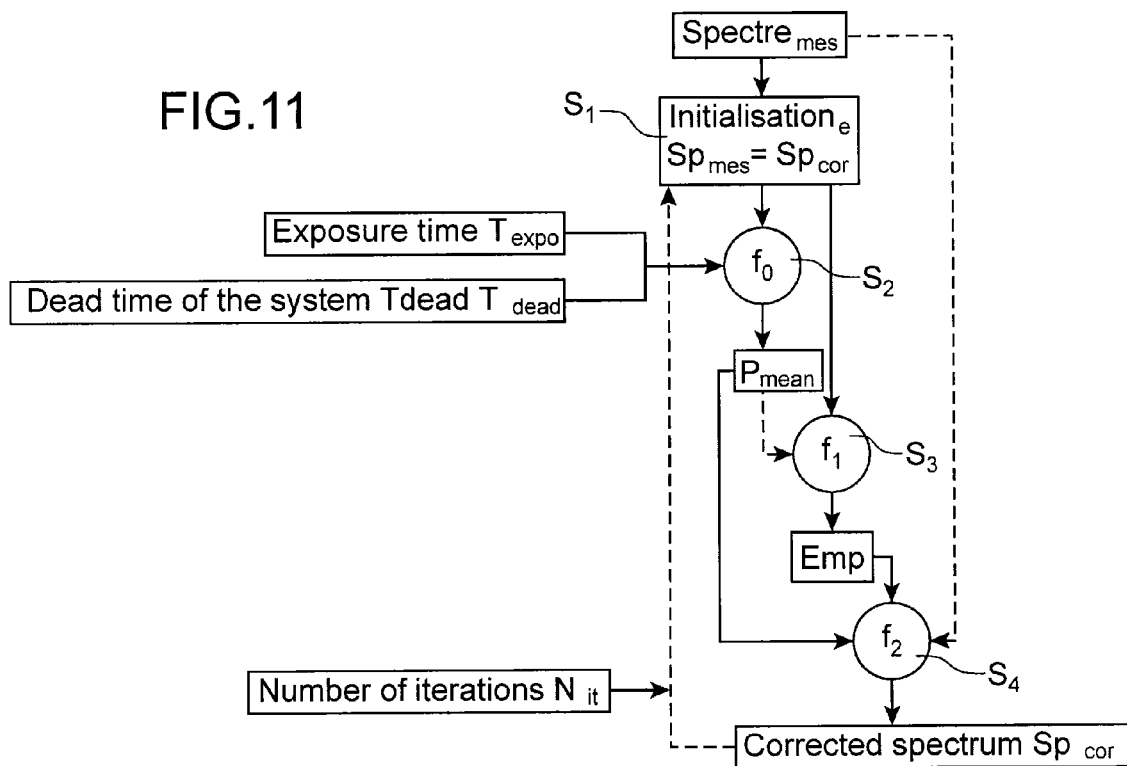 Spectre mes
FIG.11
S1
Initialisation e
Sp mes = Sp cor
Exposure time T expo
f0
S2
Dead time of the system Tdead T dead
P mean
f1
S3
Emp
f2
S4
Number of iterations N it
Corrected spectrum Sp cor